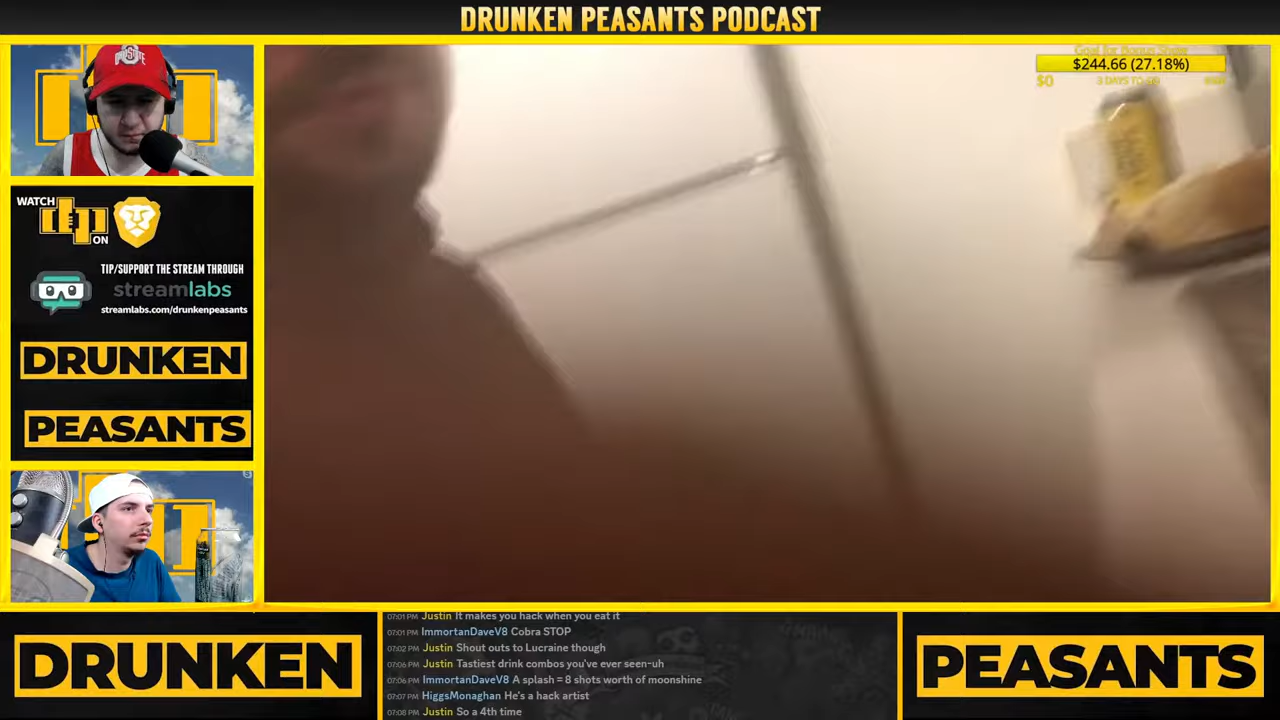 DRUNKEN PEASANTS PODCAST
$244.66 (27.18%)
$0
3 DAYS TO GO
WATCH
ON
TIP/SUPPORT THE STREAM THROUGH
streamlabs
streamlabs.com/drunkenpeasants
DRUNKEN
PEASANTS
07:01 PM Justin It makes you hack when you eat it
07:01 PM ImmortanDaveV8 Cobra STOP
07:02 PM Justin Shout outs to Lucraine though
07:06 PM Justin Tastiest drink combos you've ever seen-uh
07:06 PM ImmortanDaveV8 A splash = 8 shots worth of moonshine
07:07 PM HiggsMonaghan He's a hack artist
07:08 PM Justin So a 4th time
DRUNKEN
PEASANTS